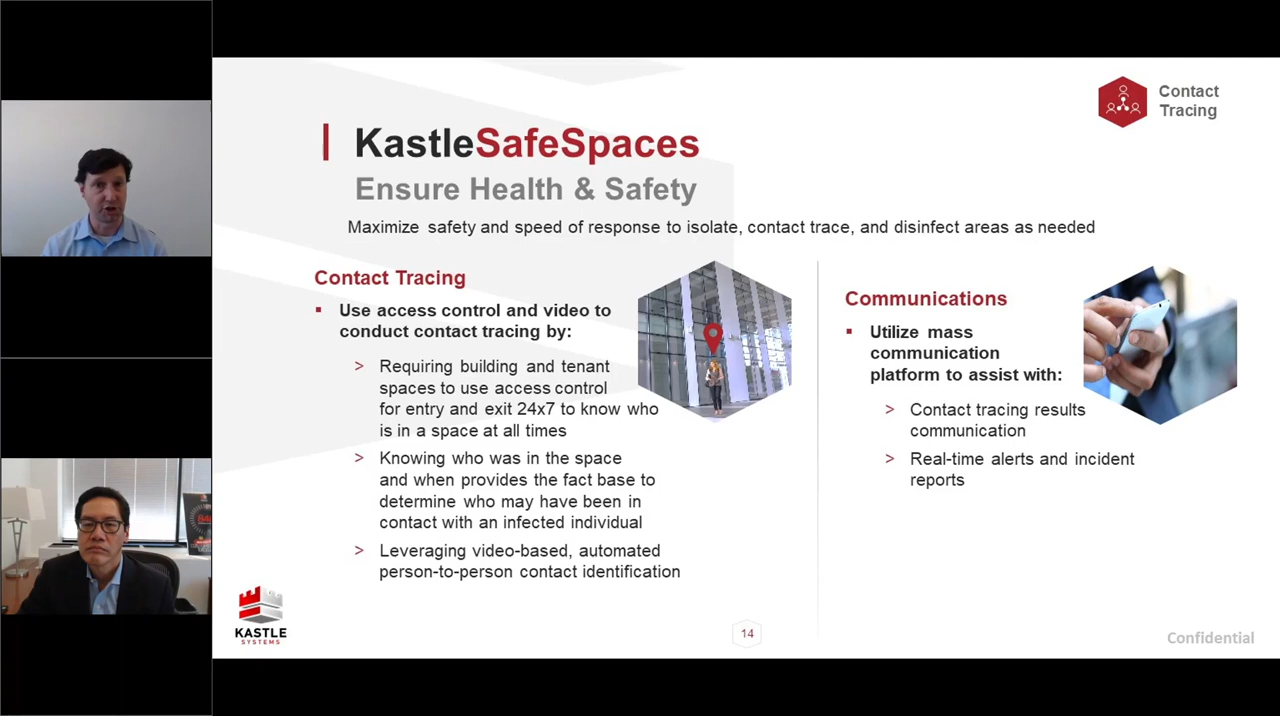 Contact
Tracing
KastleSafeSpaces
Ensure Health & Safety
Maximize safety and speed of response to isolate, contact trace, and disinfect areas as needed
Contact Tracing
▪ Use access control and video to
conduct contact tracing by:
> Requiring building and tenant
spaces to use access control
for entry and exit 24x7 to know who
is in a space at all times
> Knowing who was in the space
and when provides the fact base to
determine who may have been in
contact with an infected individual
> Leveraging video-based, automated
person-to-person contact identification
Communications
▪ Utilize mass
communication
platform to assist with:
> Contact tracing results
communication
> Real-time alerts and incident
reports
KASTLE
SYSTEMS
14
Confidential